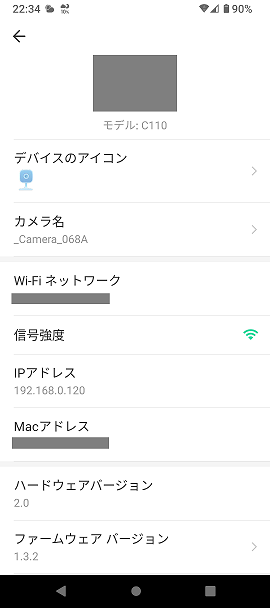 22:34 10% 90%
モデル: C110
デバイスのアイコン
カメラ名
_Camera_068A
Wi-Fi ネットワーク
信号強度
IPアドレス
192.168.0.120
Macアドレス
ハードウェアバージョン
2.0
ファームウェア バージョン
1.3.2